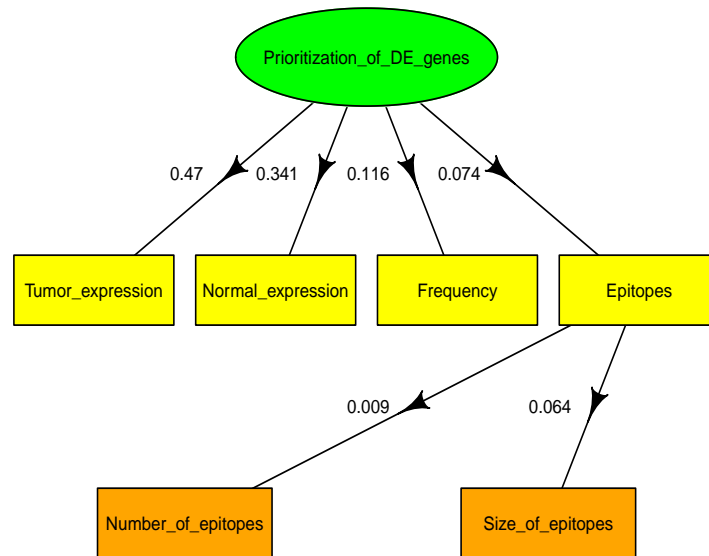 Prioritization_of_DE_genes
0.47
0.341
0.116
0.074
Tumor_expression
Normal_expression
Frequency
Epitopes
0.009
0.064
Number_of_epitopes
Size_of_epitopes